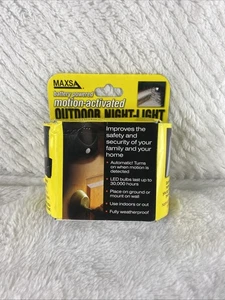 MAXSA
battery powered
motion-activated
OUTDOOR NIGHT-LIGHT
Improves the
safety and
security of your
family and your
home
• Automatic! Turns
on when motion is
detected
• LED bulbs last up to
30,000 hours
• Place on ground or
mount on wall
• Use indoors or out
• Fully weatherproof